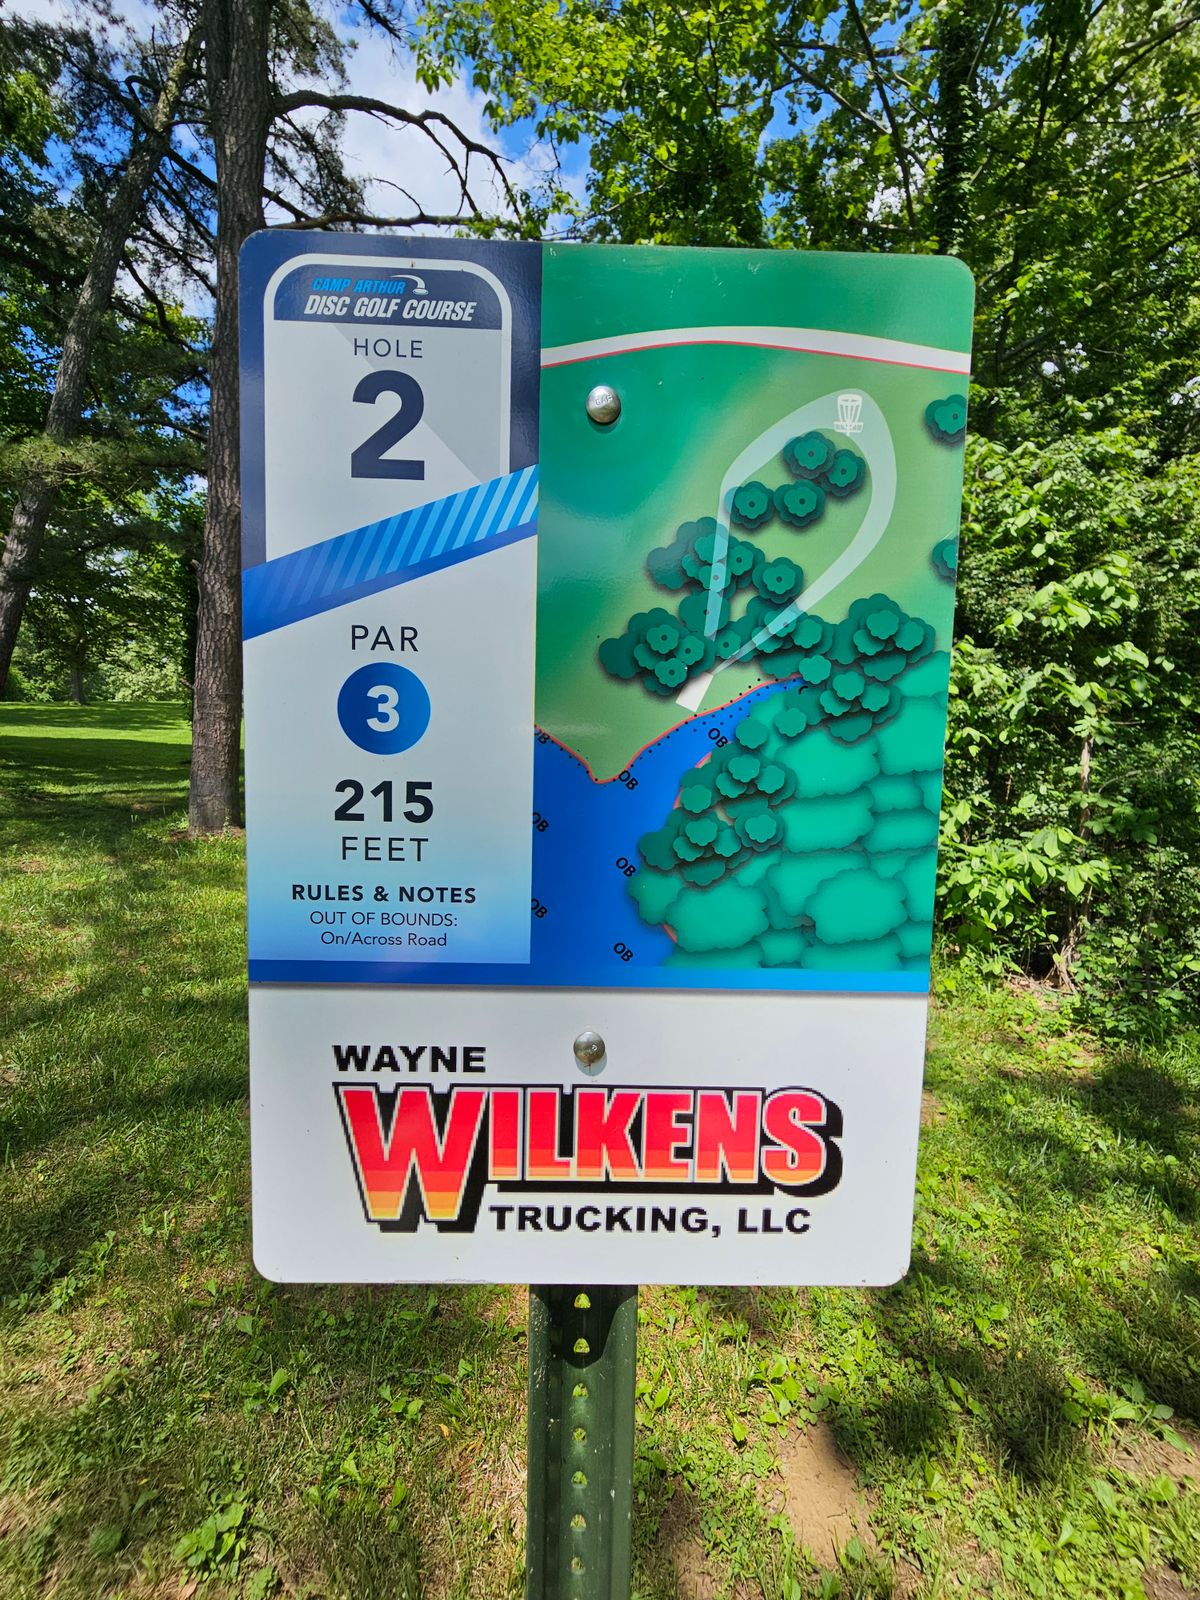 CAMP ARTHUR
DISC GOLF COURSE
HOLE
2
PAR
3
215
FEET
RULES & NOTES
OUT OF BOUNDS:
On/Across Road
OB
OB
OB
OB
OB
OB
OB
WAYNE
WILKENS
TRUCKING, LLC